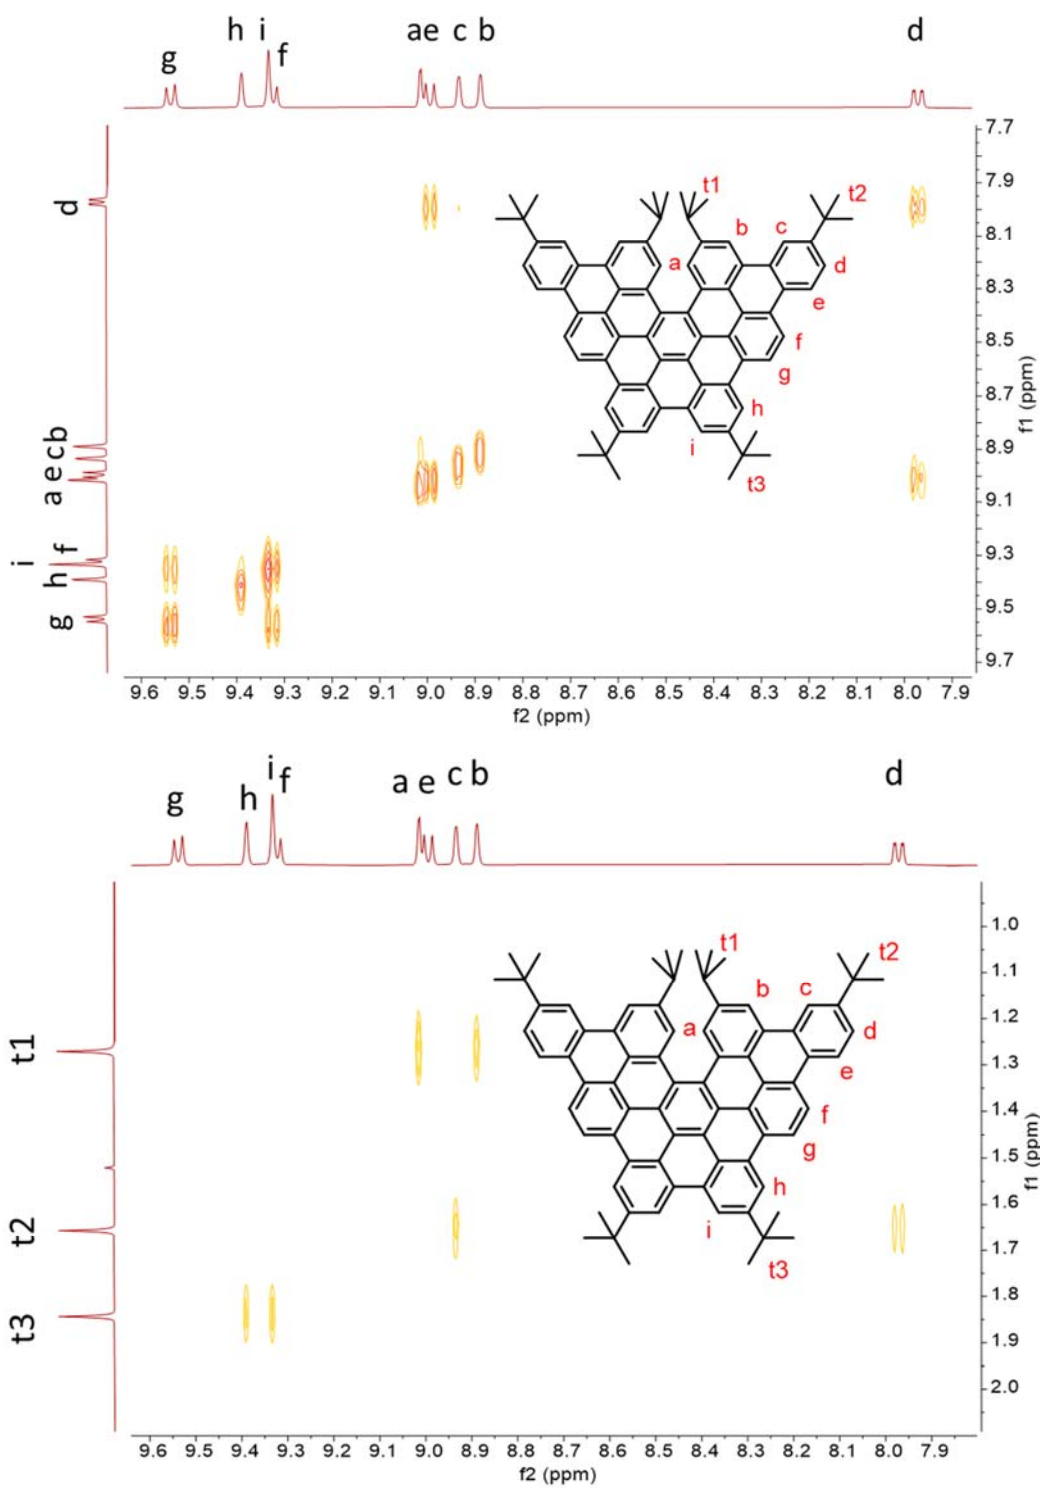 g h i f ae c b d
d
a e cb
g h i f
7.7
7.9
8.1
8.3
8.5
8.7
8.9
9.1
9.3
9.5
9.7
f1 (ppm)
t1 t2
b c
a d
e
f
g
h
i
t3
9.6 9.5 9.4 9.3 9.2 9.1 9.0 8.9 8.8 8.7 8.6 8.5 8.4 8.3 8.2 8.1 8.0 7.9
f2 (ppm)
g h i f a e c b d
t1
t2
t3
1.0
1.1
1.2
1.3
1.4
1.5
1.6
1.7
1.8
1.9
2.0
f1 (ppm)
t1 t2
b c
a d
e
f
g
h
i
t3
9.6 9.5 9.4 9.3 9.2 9.1 9.0 8.9 8.8 8.7 8.6 8.5 8.4 8.3 8.2 8.1 8.0 7.9
f2 (ppm)